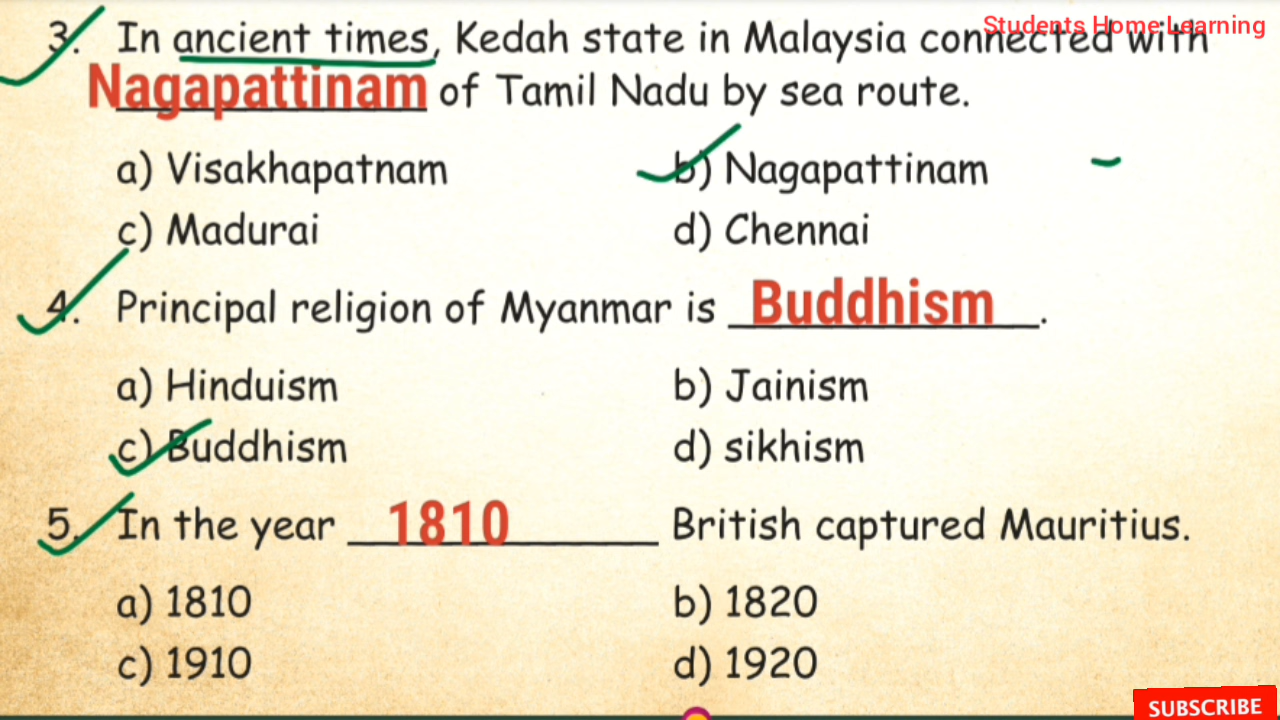 Students Home Learning
3. In ancient times, Kedah state in Malaysia connected with
Nagapattinam of Tamil Nadu by sea route.
a) Visakhapatnam b) Nagapattinam
c) Madurai d) Chennai
4. Principal religion of Myanmar is Buddhism.
a) Hinduism b) Jainism
c) Buddhism d) sikhism
5. In the year 1810 British captured Mauritius.
a) 1810 b) 1820
c) 1910 d) 1920
SUBSCRIBE